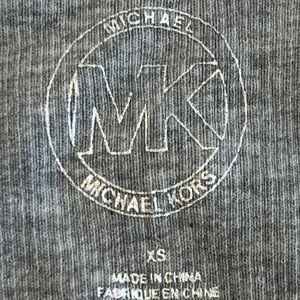 MICHAEL
MK
MICHAEL KORS
XS
MADE IN CHINA
FABRIQUE EN CHINE